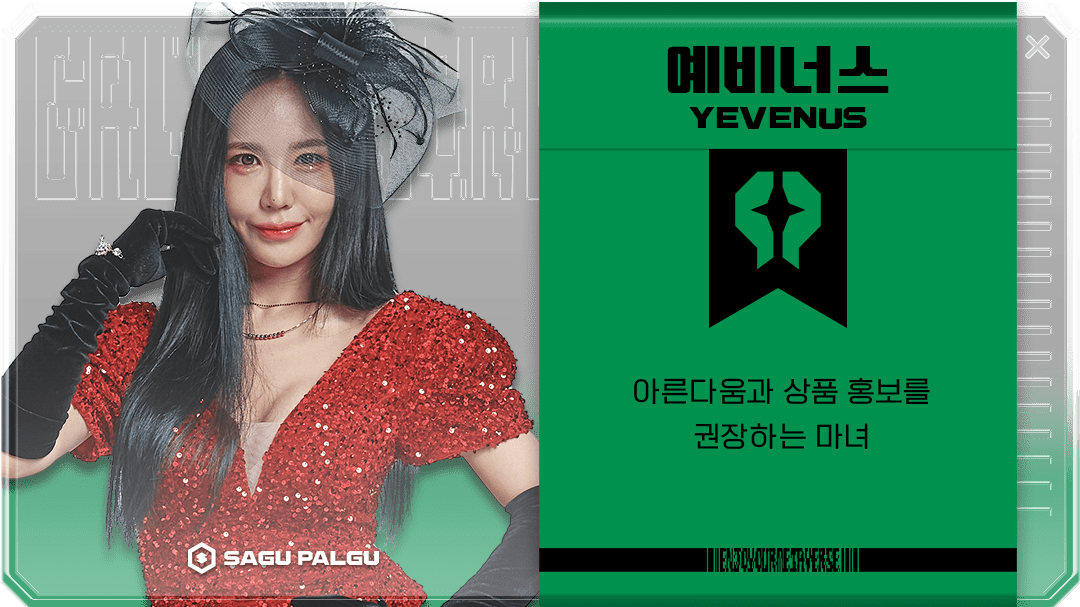 예비너스
YEVENUS
아른다움과 상품 홍보를
권장하는 마녀
SAGU PALGU
ENJOYOURMETAVERSE